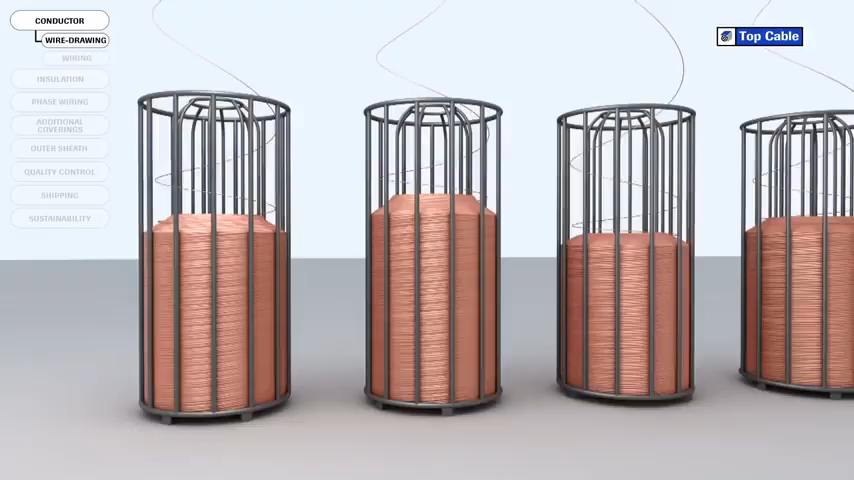 CONDUCTOR
WIRE-DRAWING
WIRING
INSULATION
PHASE WIRING
ADDITIONAL
COVERINGS
OUTER SHEATH
QUALITY CONTROL
SHIPPING
SUSTAINABILITY
Top Cable